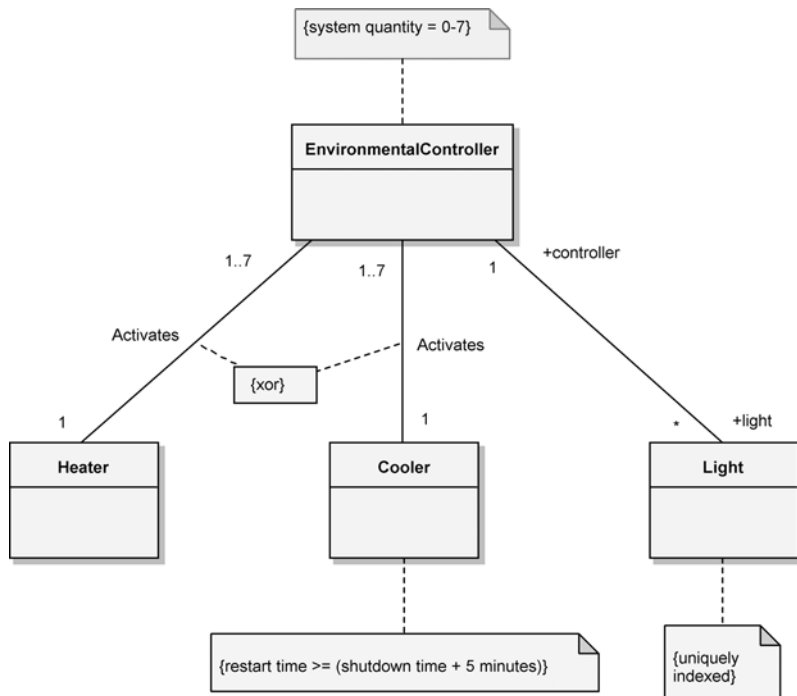 {system quantity = 0-7}
EnvironmentalController
1..7
1..7
1
+controller
Activates
Activates
{xor}
1
1
*
+light
Heater
Cooler
Light
{restart time >= (shutdown time + 5 minutes)}
{uniquely
indexed}